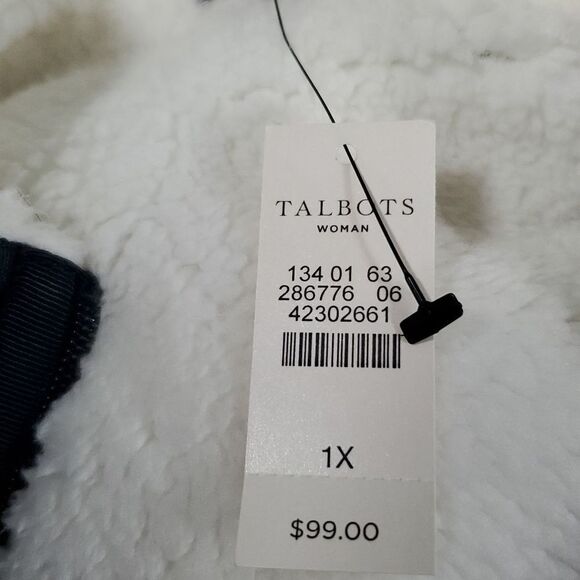 TALBOTS
WOMAN
134 01 63
286776 06
42302661
1X
$99.00